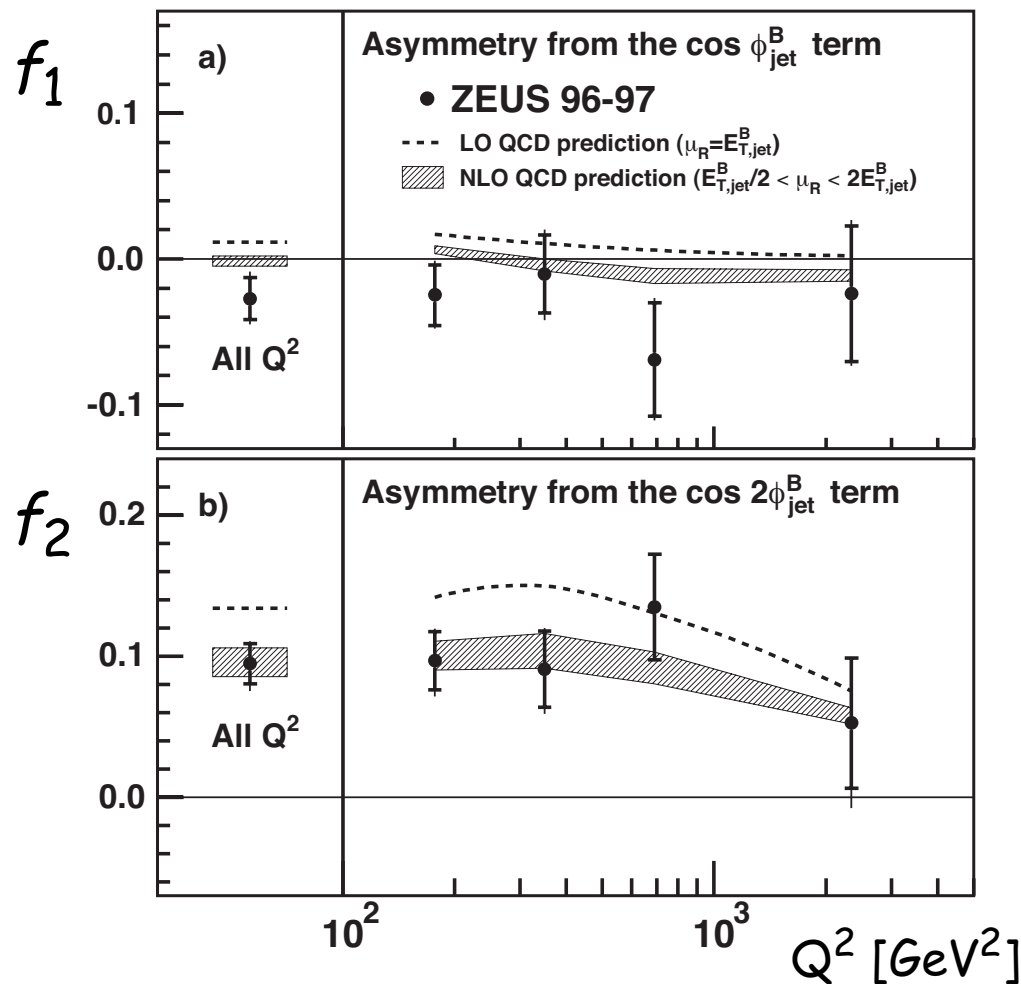 f₁
a)
Asymmetry from the cos ϕ^B_jet term
ZEUS 96-97
LO QCD prediction (μ_R=E^B_T,jet)
NLO QCD prediction (E^B_T,jet/2 < μ_R < 2E^B_T,jet)
0.1
0.0
-0.1
All Q²
f₂
b)
Asymmetry from the cos 2ϕ^B_jet term
0.2
0.1
0.0
All Q²
10²
10³
Q² [GeV²]